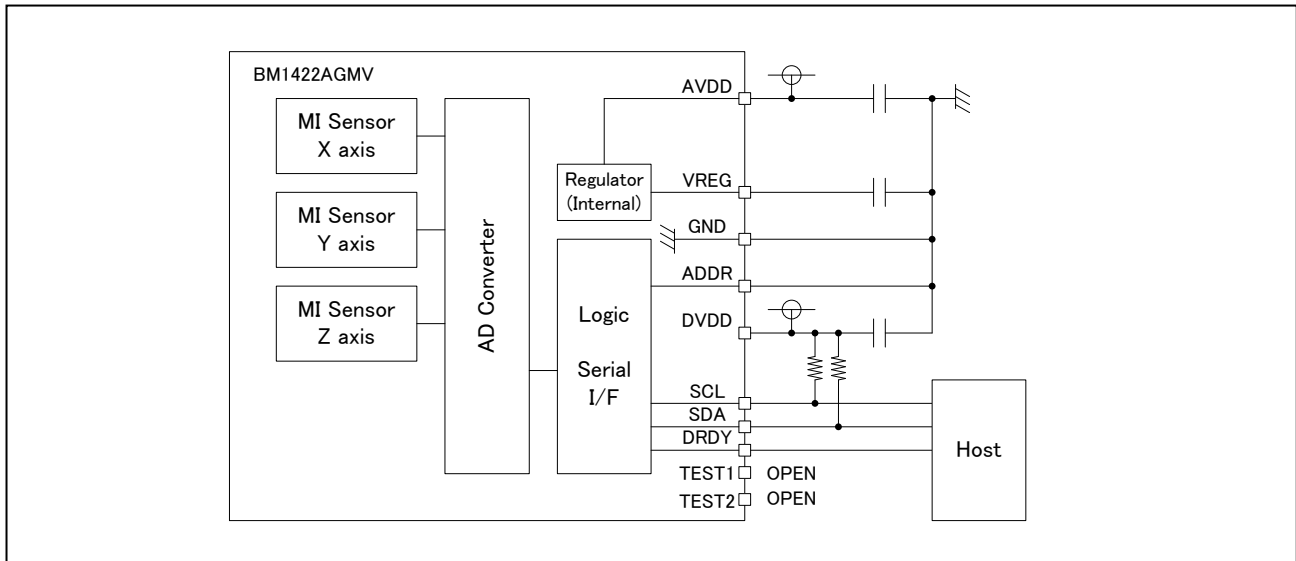 BM1422AGMV
MI Sensor
X axis
MI Sensor
Y axis
MI Sensor
Z axis
AD Converter
Regulator
(Internal)
Logic
Serial
I/F
AVDD
VREG
GND
ADDR
DVDD
SCL
SDA
DRDY
TEST1 OPEN
TEST2 OPEN
Host